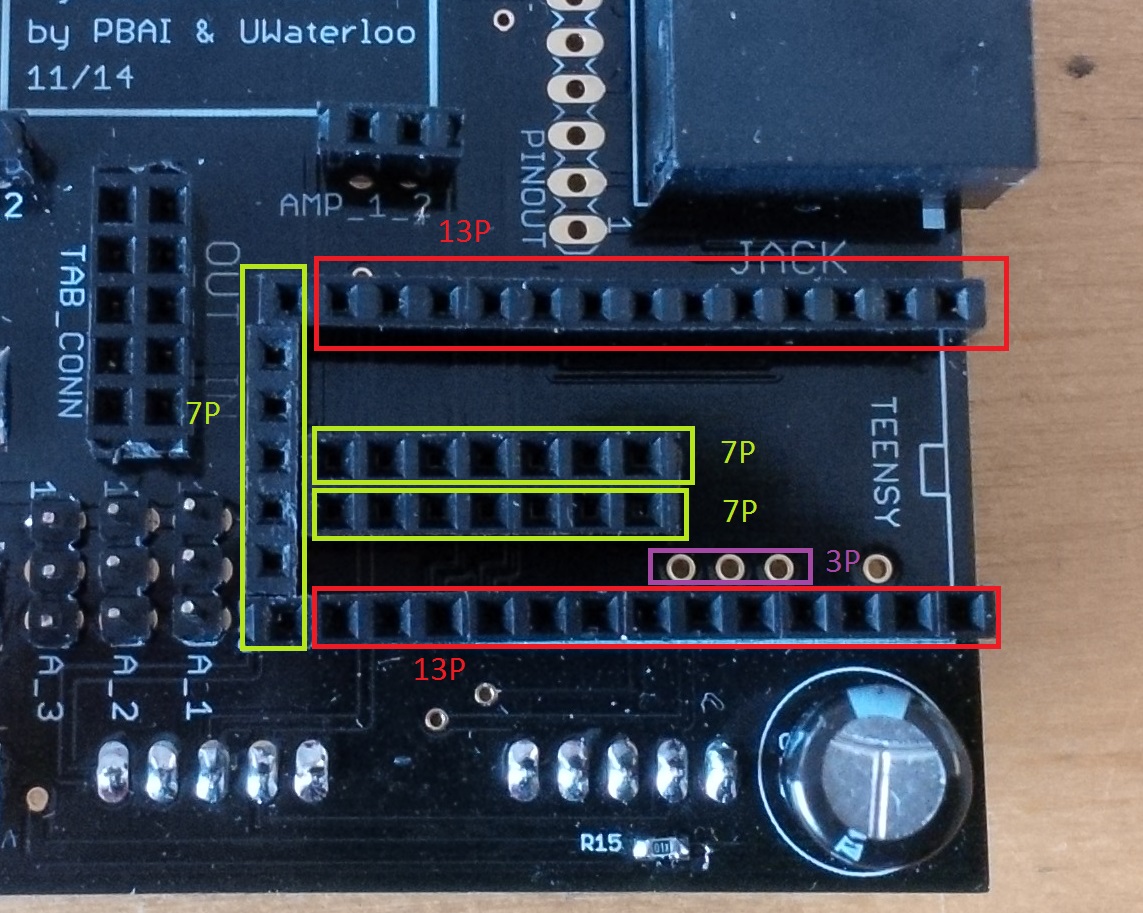 by PBAI & UWaterloo
11/14
PINOUT
1
2
AMP_1_2
13P
JACK
OUT
IN
TAB_CONN
7P
7P
7P
TEENSY
3P
1
1
1
13P
A_3
A_2
A_1
R15